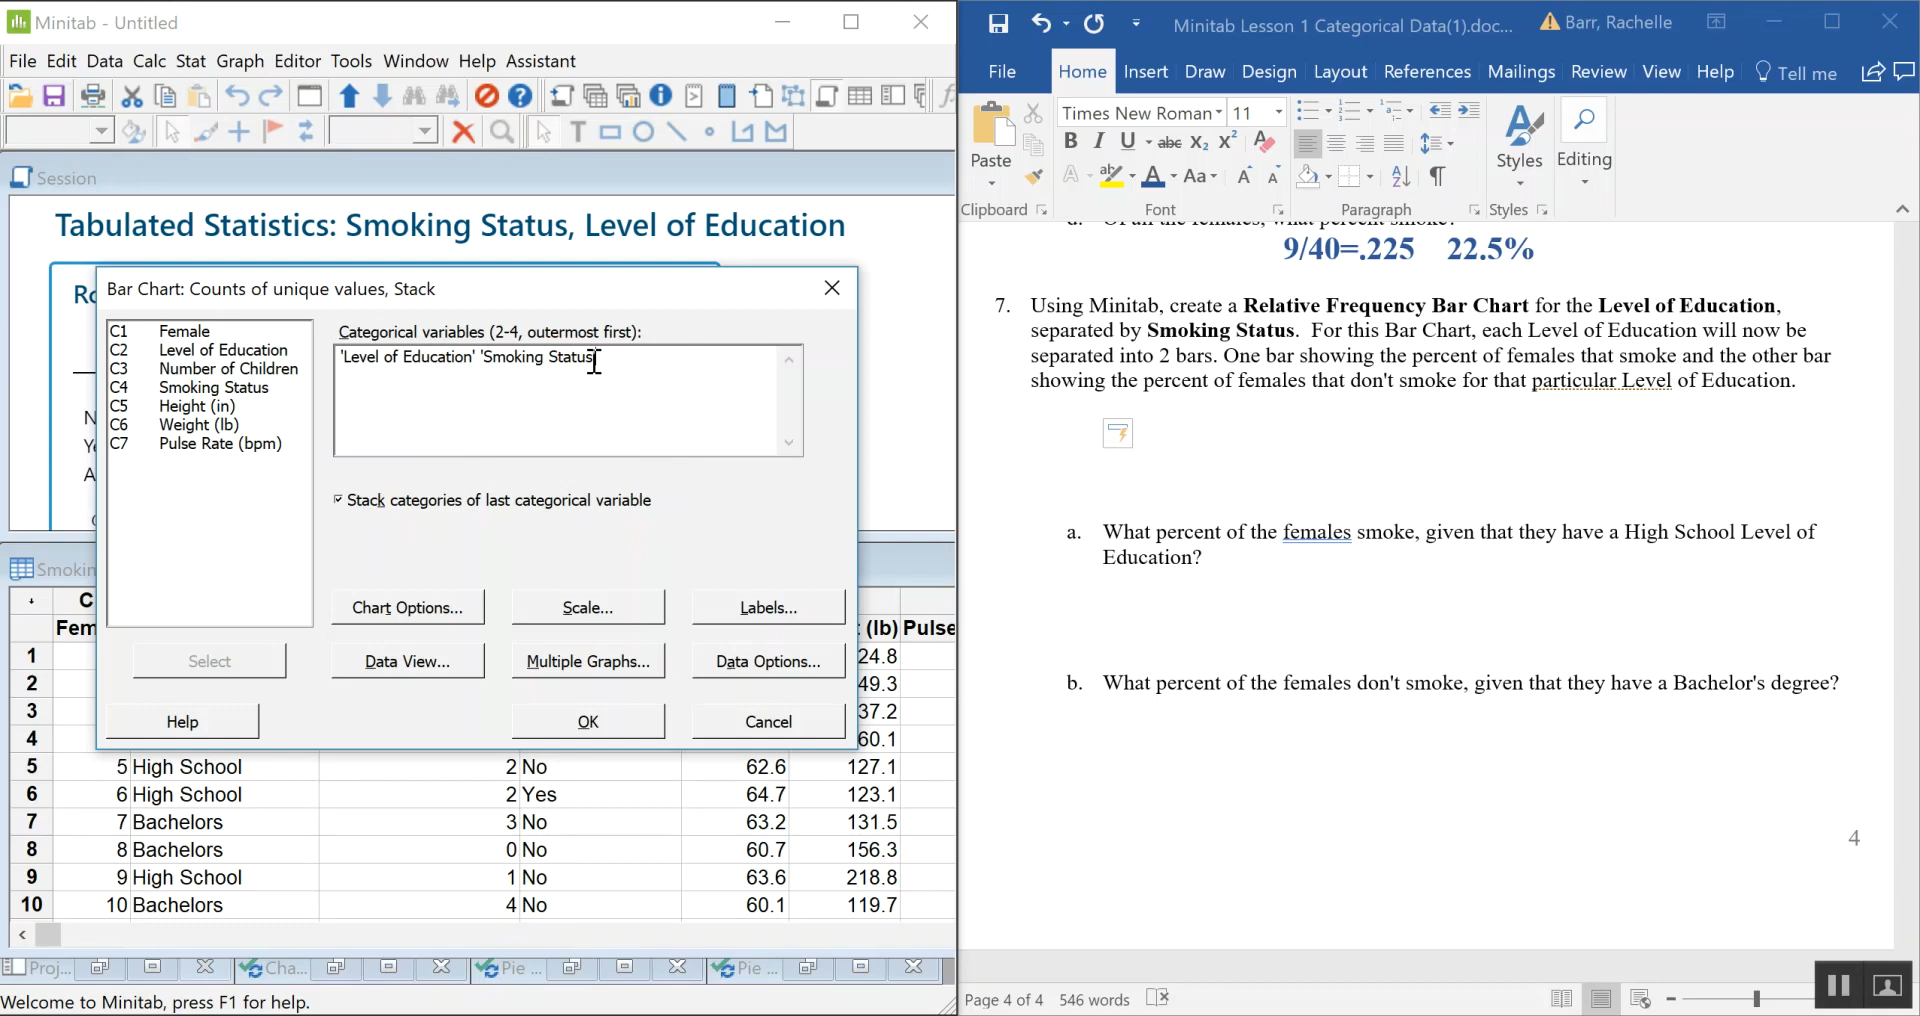 Minitab - Untitled
File Edit Data Calc Stat Graph Editor Tools Window Help Assistant
Session
Tabulated Statistics: Smoking Status, Level of Education
Bar Chart: Counts of unique values, Stack
C1 Female
C2 Level of Education
C3 Number of Children
C4 Smoking Status
C5 Height (in)
C6 Weight (lb)
C7 Pulse Rate (bpm)
Categorical variables (2-4, outermost first):
'Level of Education' 'Smoking Status'
Stack categories of last categorical variable
Chart Options... Scale... Labels...
Select Data View... Multiple Graphs... Data Options...
Help OK Cancel
Smokin
C
Fem (lb) Pulse
1 24.8
2 49.3
3 37.2
4 60.1
5 5 High School 2 No 62.6 127.1
6 6 High School 2 Yes 64.7 123.1
7 7 Bachelors 3 No 63.2 131.5
8 8 Bachelors 0 No 60.7 156.3
9 9 High School 1 No 63.6 218.8
10 10 Bachelors 4 No 60.1 119.7
Proj... Cha... Pie ... Pie ...
Welcome to Minitab, press F1 for help.
Minitab Lesson 1 Categorical Data(1).doc... Barr, Rachelle
File Home Insert Draw Design Layout References Mailings Review View Help Tell me
Paste Times New Roman 11 Styles Editing
Clipboard Font Paragraph Styles
d. Of all the females, what percent smoke?
9/40=.225 22.5%
7. Using Minitab, create a Relative Frequency Bar Chart for the Level of Education,
separated by Smoking Status. For this Bar Chart, each Level of Education will now be
separated into 2 bars. One bar showing the percent of females that smoke and the other bar
showing the percent of females that don't smoke for that particular Level of Education.
a. What percent of the females smoke, given that they have a High School Level of
Education?
b. What percent of the females don't smoke, given that they have a Bachelor's degree?
4
Page 4 of 4 546 words